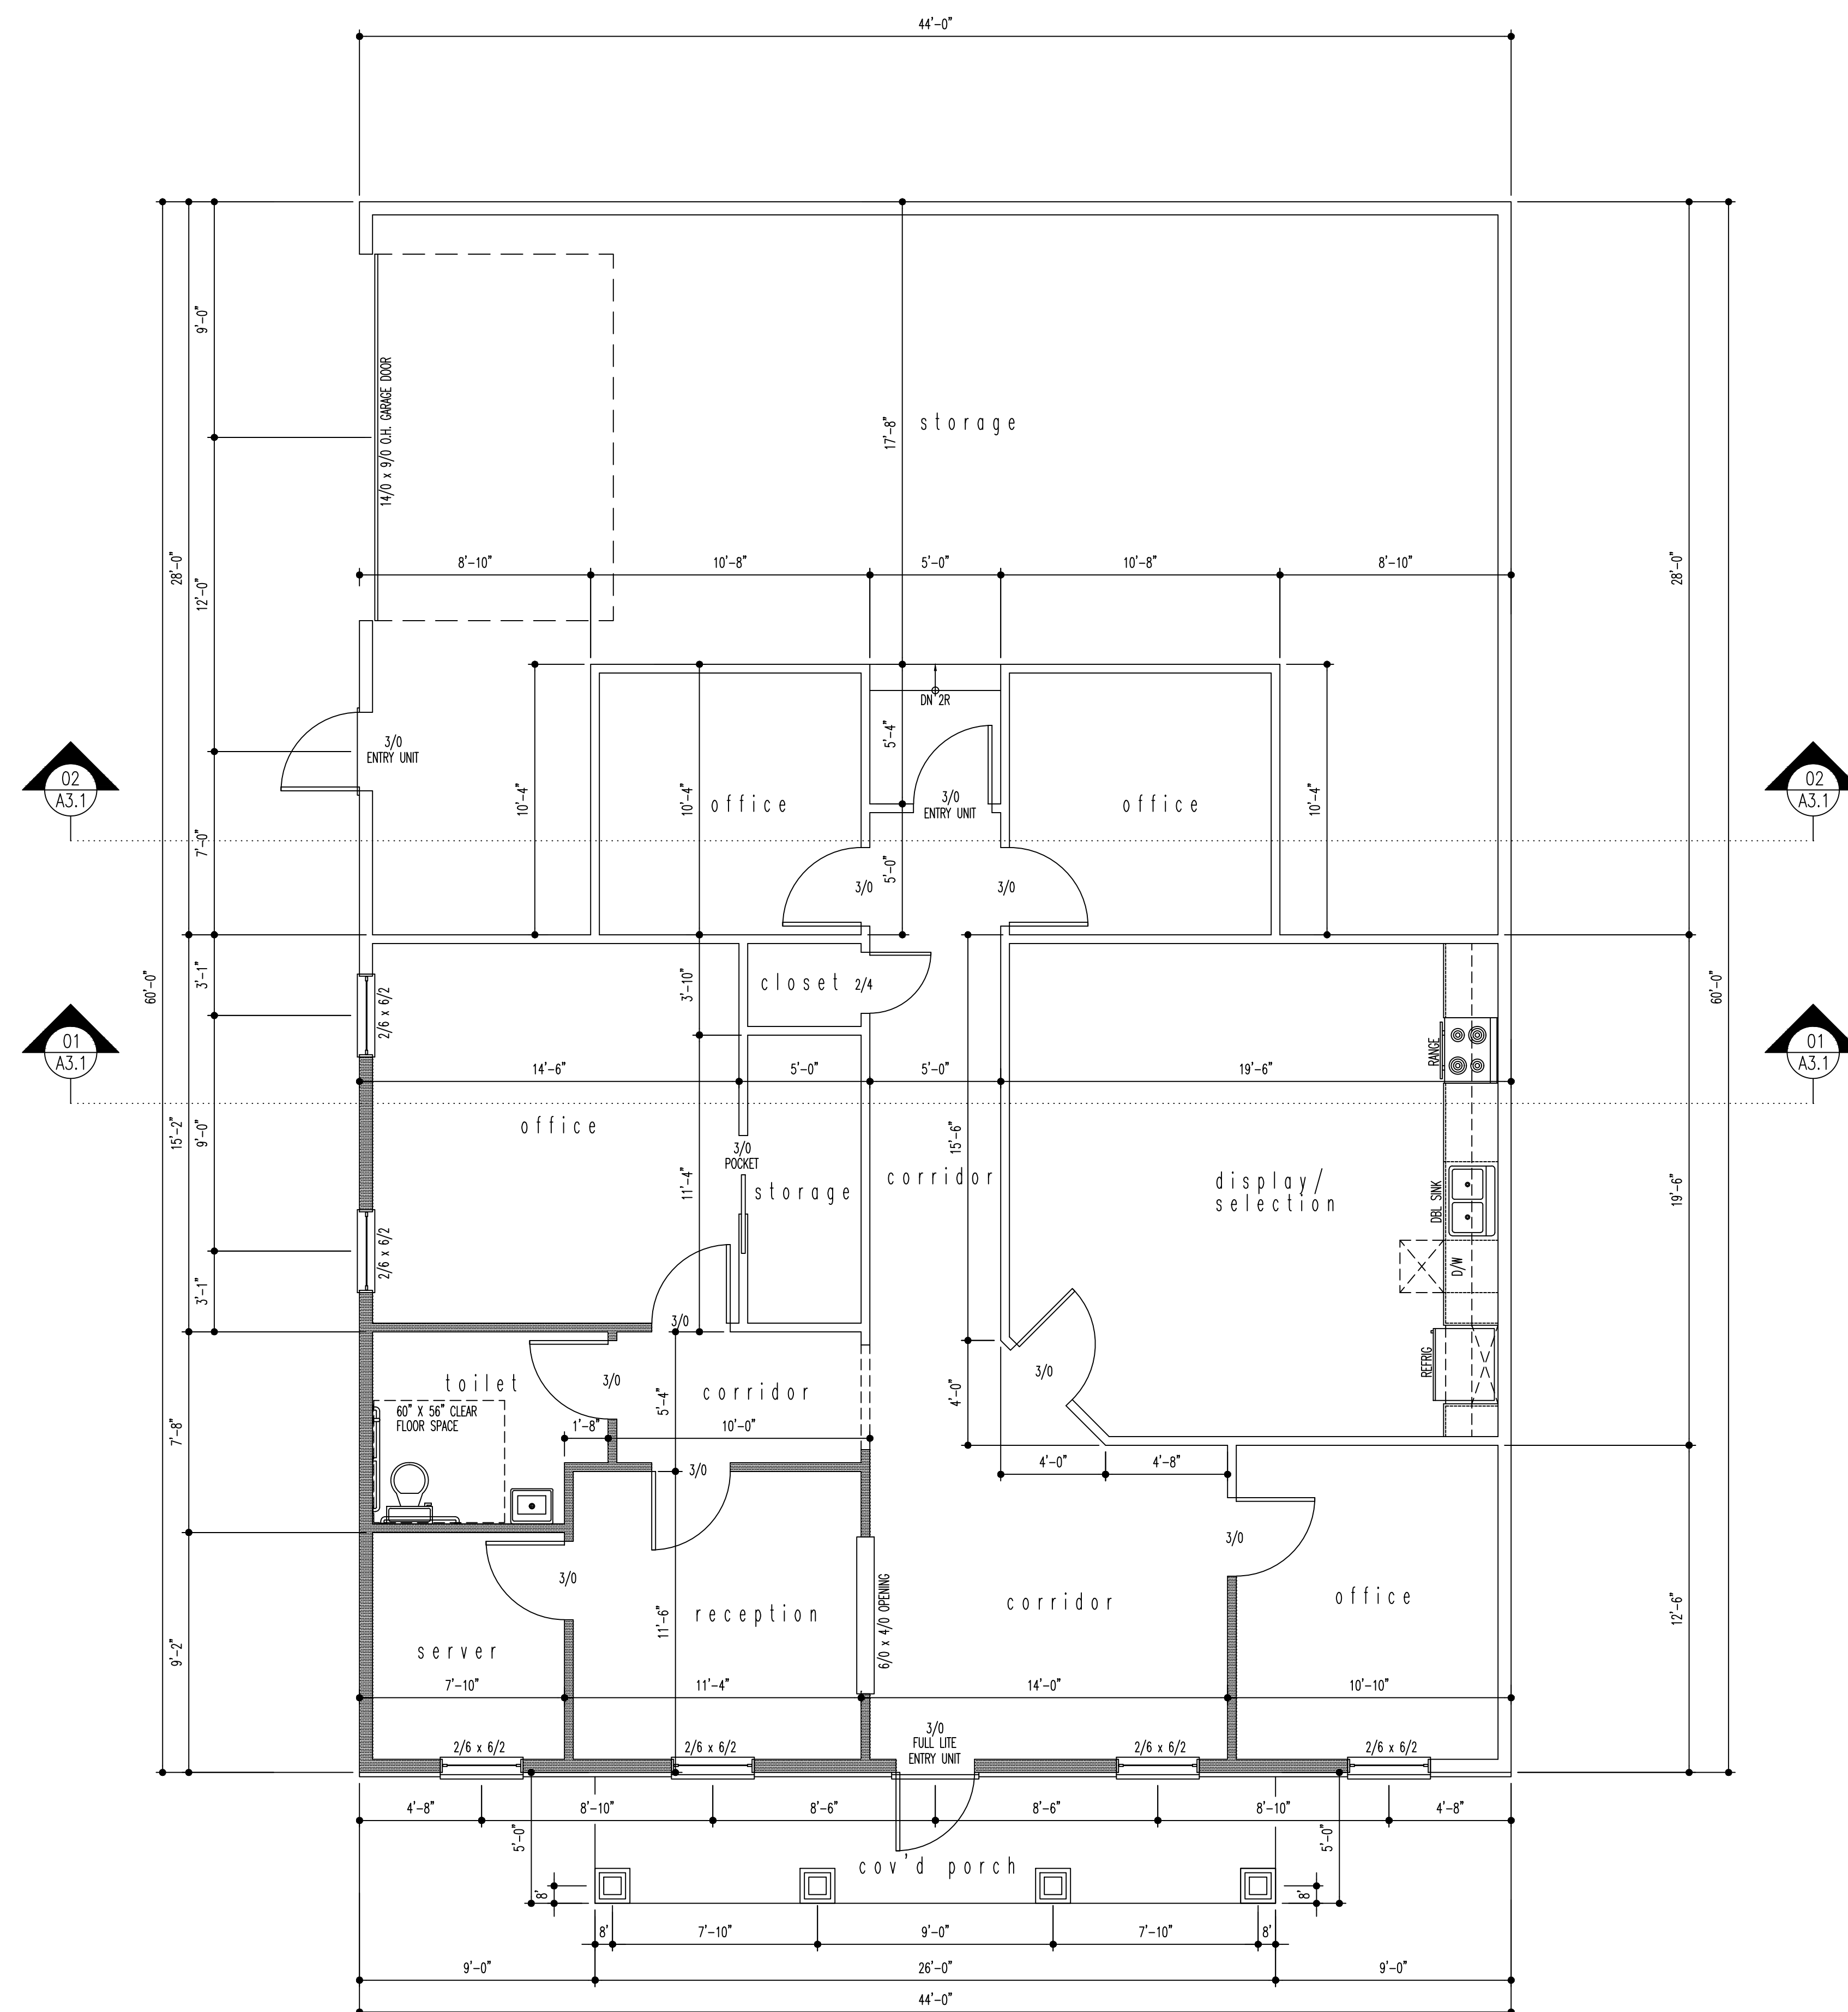 44'-0"
9'-0"
14/0 x 9/0 O.H. GARAGE DOOR
storage
17'-8"
28'-0"
12'-0"
28'-0"
8'-10"
10'-8"
5'-0"
10'-8"
8'-10"
DN 2R
5'-4"
3/0
ENTRY UNIT
02
A3.1
02
A3.1
10'-4"
10'-4"
office
3/0
ENTRY UNIT
office
10'-4"
7'-0"
5'-0"
3/0
3/0
60'-0"
3'-1"
2/6 x 6/2
3'-10"
closet 2/4
60'-0"
01
A3.1
RANGE
01
A3.1
14'-6"
5'-0"
5'-0"
19'-6"
15'-2"
9'-0"
office
3/0
POCKET
15'-6"
11'-4"
storage
corridor
display/
selection
DBL SINK
19'-6"
2/6 x 6/2
D/W
3'-1"
3/0
REFRIG
toilet
3/0
corridor
5'-4"
3/0
4'-0"
60" X 56" CLEAR
FLOOR SPACE
1'-8"
10'-0"
7'-8"
3/0
4'-0"
4'-8"
3/0
3/0
6/0 x 4/0 OPENING
corridor
office
reception
11'-6"
12'-6"
server
9'-2"
7'-10"
11'-4"
14'-0"
10'-10"
2/6 x 6/2
2/6 x 6/2
3/0
FULL LITE
ENTRY UNIT
2/6 x 6/2
2/6 x 6/2
4'-8"
8'-10"
8'-6"
8'-6"
8'-10"
4'-8"
5'-0"
5'-0"
cov'd porch
8'
8'
8'
7'-10"
9'-0"
7'-10"
8'
9'-0"
26'-0"
9'-0"
44'-0"